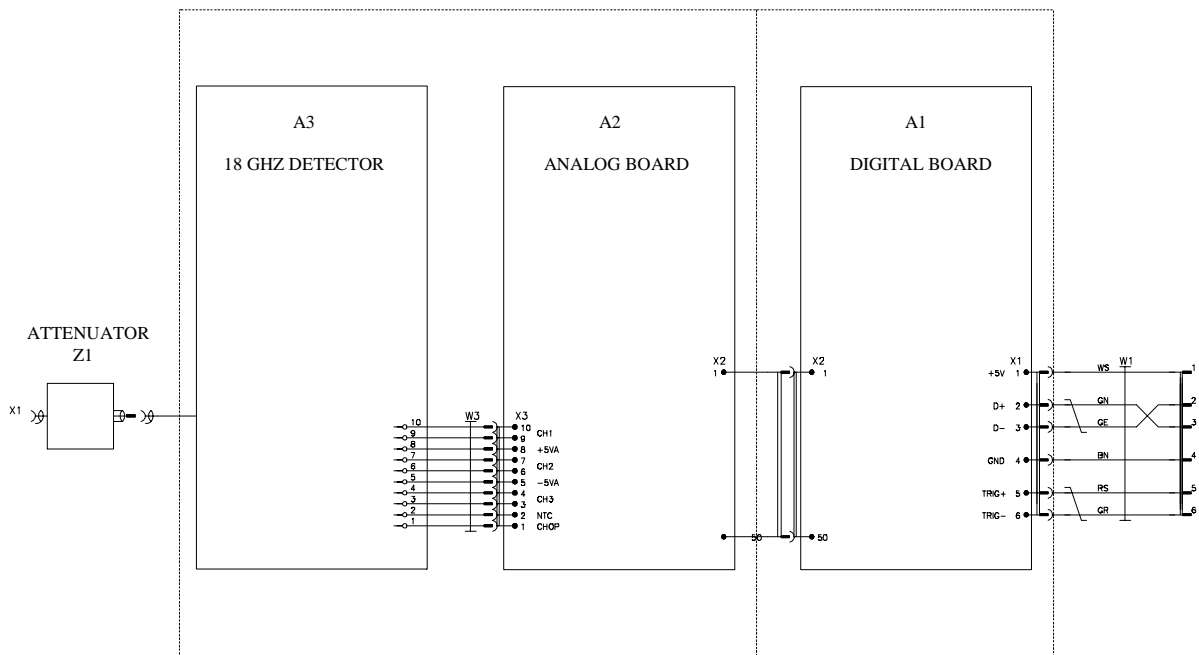 A3
18 GHZ DETECTOR
A2
ANALOG BOARD
A1
DIGITAL BOARD
ATTENUATOR
Z1
X1
10
9
8
7
6
5
4
3
2
1
W3
X3
10
9 CH1
8 +5VA
7
6 CH2
5 -5VA
4
3 CH3
2 NTC
1 CHOP
X2
1
50
X2
1
50
X1
+5V 1
D+ 2
D- 3
GND 4
TRIG+ 5
TRIG- 6
W1
WS
GN
GE
BN
RS
GR
1
2
3
4
5
6